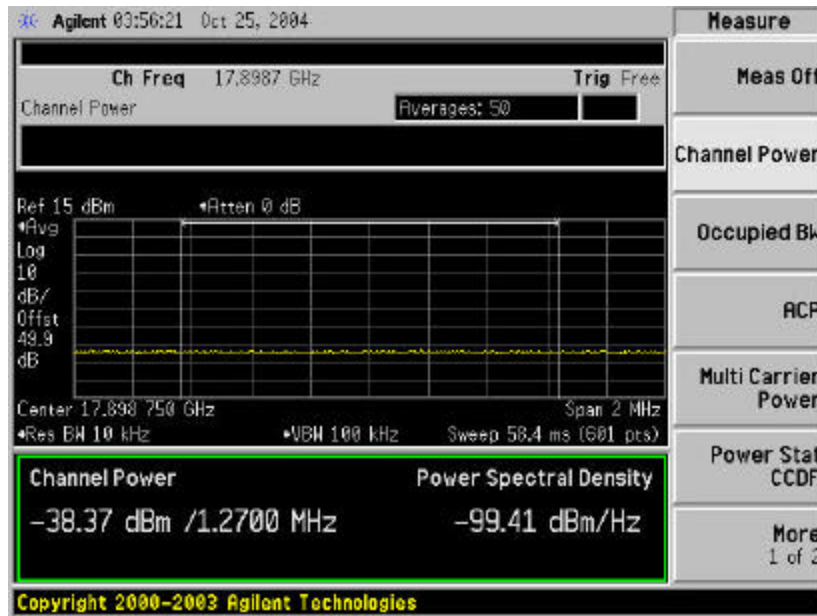 Agilent 03:56:21 Oct 25, 2004
Measure
Ch Freq 17.8987 GHz Trig Free
Channel Power Averages: 50
Ref 15 dBm Atten 0 dB
Avg
Log
10
dB/
Offst
49.9
dB
Center 17.898 750 GHz Span 2 MHz
Res BW 10 kHz VBW 100 kHz Sweep 58.4 ms (601 pts)
Channel Power Power Spectral Density
-38.37 dBm /1.2700 MHz -99.41 dBm/Hz
Meas Off
Channel Power
Occupied BW
ACP
Multi Carrier
Power
Power Stat
CCDF
More
1 of 2
Copyright 2000-2003 Agilent Technologies